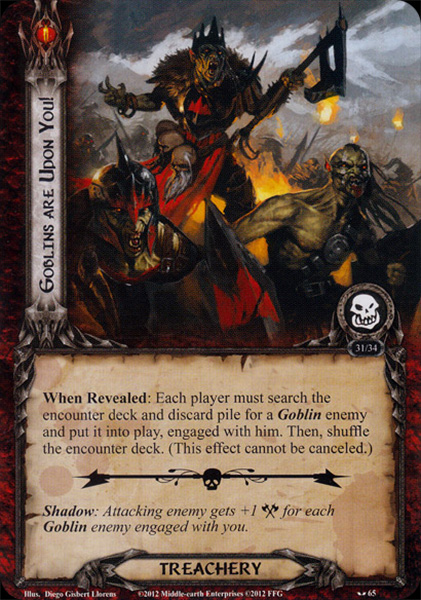 Goblins are Upon You!
31/34
When Revealed: Each player must search the
encounter deck and discard pile for a Goblin enemy
and put it into play, engaged with him. Then, shuffle
the encounter deck. (This effect cannot be canceled.)
Shadow: Attacking enemy gets +1 for each
Goblin enemy engaged with you.
TREACHERY
Illus. Diego Gisbert Llorens ©2012 Middle-earth Enterprises ©2012 FFG 65